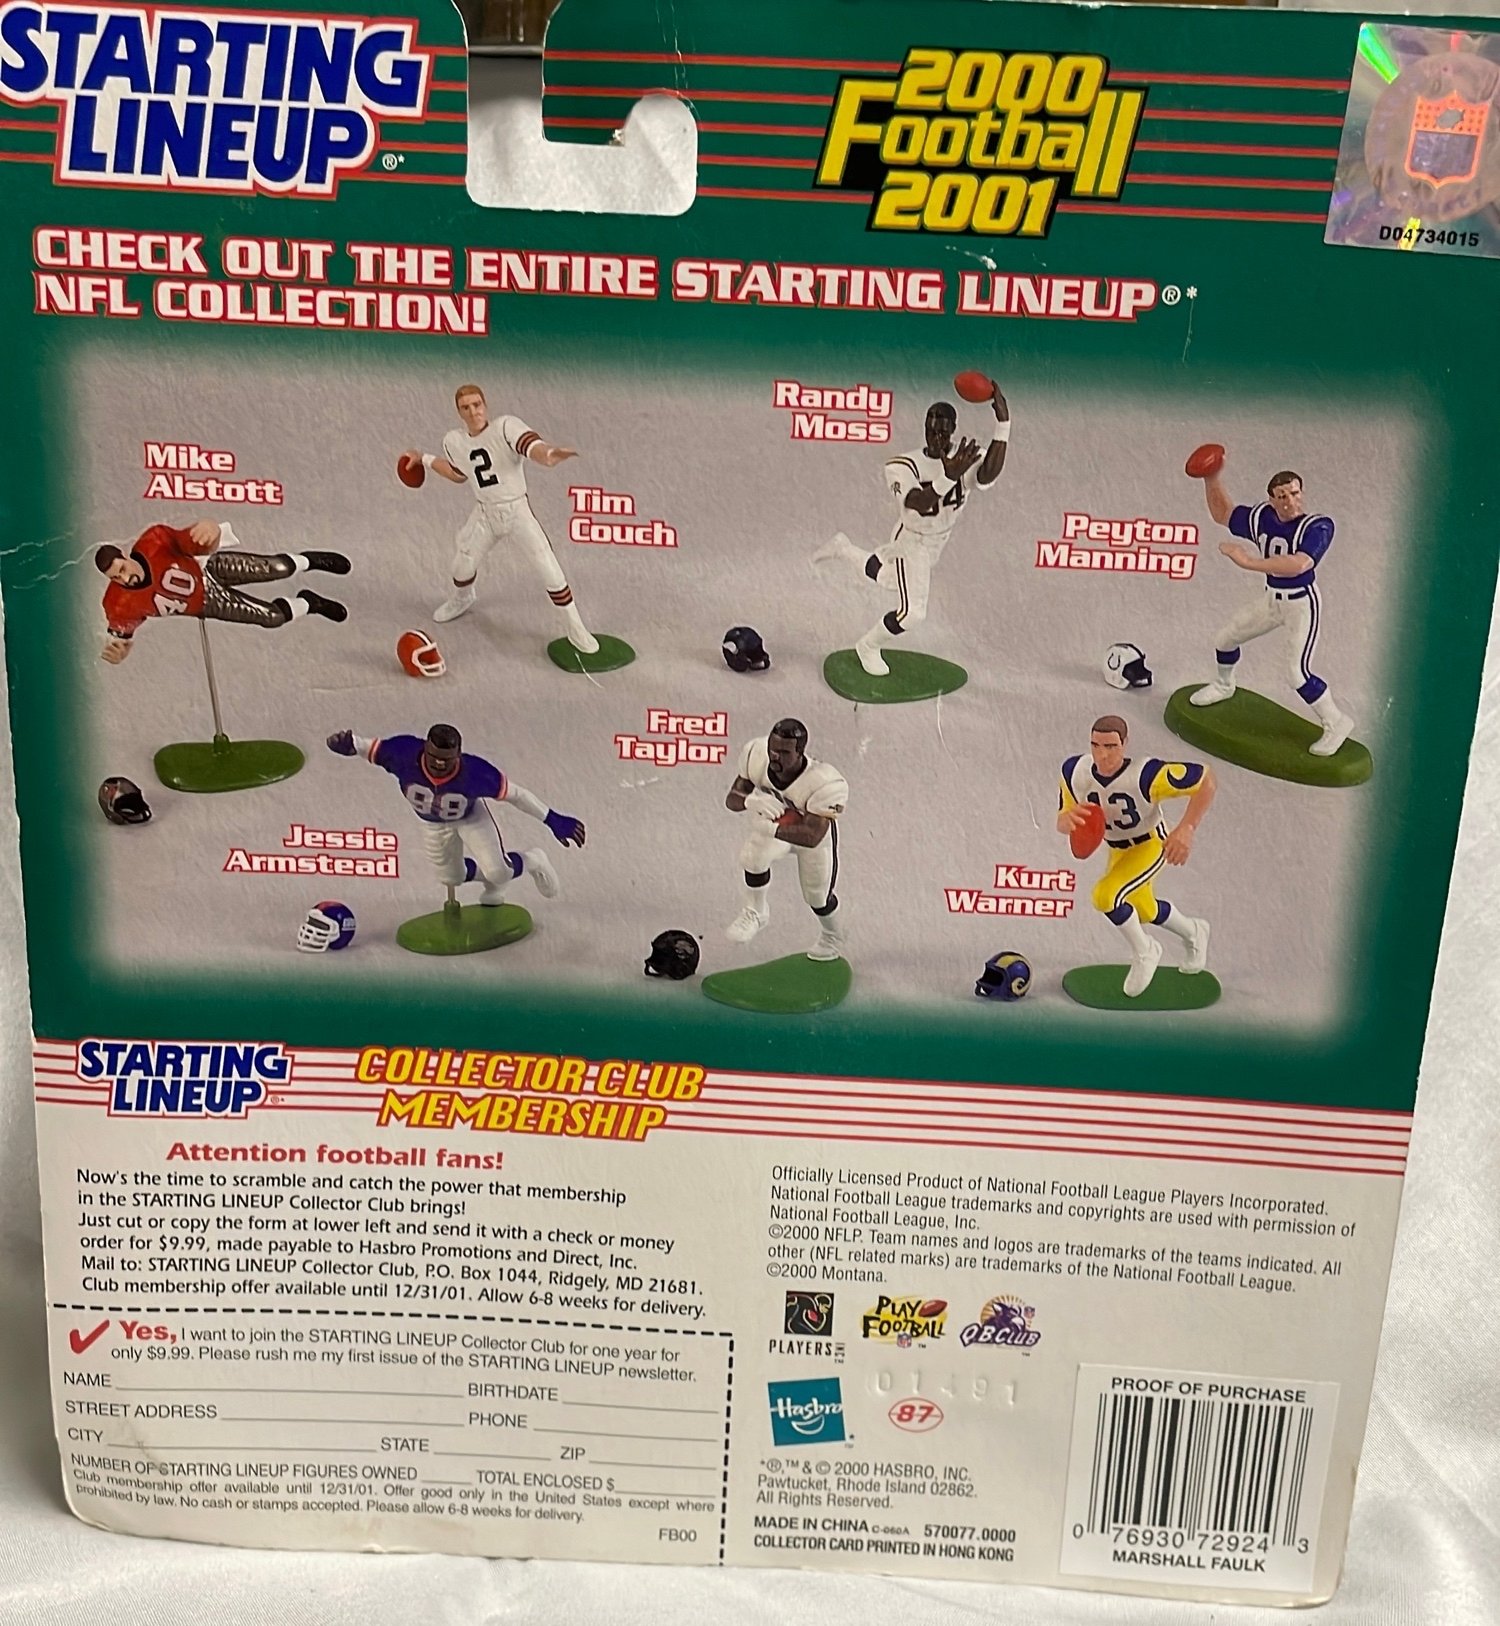 STARTING
LINEUP®*
2000
Football
2001
D04734015
CHECK OUT THE ENTIRE STARTING LINEUP®*
NFL COLLECTION!
Mike
Alstott
40
2
Tim
Couch
Randy
Moss
4
Peyton
Manning
18
Jessie
Armstead
98
Fred
Taylor
Kurt
Warner
13
STARTING
LINEUP®*
COLLECTOR CLUB
MEMBERSHIP
Attention football fans!
Now's the time to scramble and catch the power that membership
in the STARTING LINEUP Collector Club brings!
Just cut or copy the form at lower left and send it with a check or money
order for $9.99, made payable to Hasbro Promotions and Direct, Inc.
Mail to: STARTING LINEUP Collector Club, P.O. Box 1044, Ridgely, MD 21681.
Club membership offer available until 12/31/01. Allow 6-8 weeks for delivery.
Yes, I want to join the STARTING LINEUP Collector Club for one year for
only $9.99. Please rush me my first issue of the STARTING LINEUP newsletter.
NAME BIRTHDATE
STREET ADDRESS PHONE
CITY STATE ZIP
NUMBER OF STARTING LINEUP FIGURES OWNED TOTAL ENCLOSED $
Club membership offer available until 12/31/01. Offer good only in the United States except where
prohibited by law. No cash or stamps accepted. Please allow 6-8 weeks for delivery.
FB00
Officially Licensed Product of National Football League Players Incorporated.
National Football League trademarks and copyrights are used with permission of
National Football League, Inc.
©2000 NFLP. Team names and logos are trademarks of the teams indicated. All
other (NFL related marks) are trademarks of the National Football League.
©2000 Montana.
PLAYERS INC
PLAY
FOOTBALL™
QB CLUB™
Hasbro*
01491
87
*®,™ & © 2000 HASBRO, INC.
Pawtucket, Rhode Island 02862.
All Rights Reserved.
MADE IN CHINA C-060A 570077.0000
COLLECTOR CARD PRINTED IN HONG KONG
PROOF OF PURCHASE
0 76930 72924 3
MARSHALL FAULK